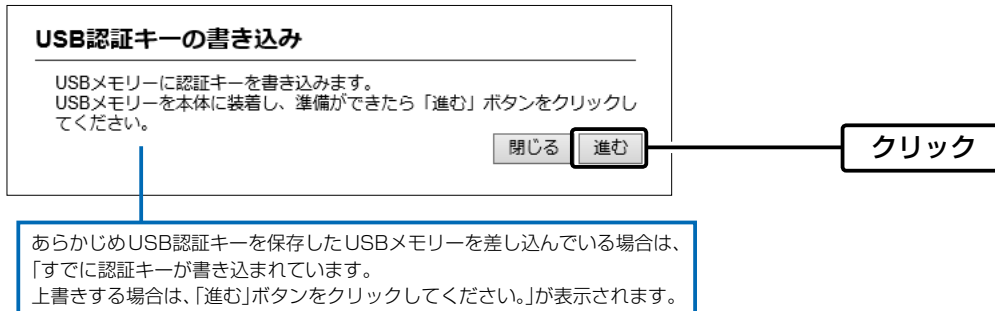 USB認証キーの書き込み
USBメモリーに認証キーを書き込みます。
USBメモリーを本体に装着し、準備ができたら「進む」ボタンをクリックし
てください。
閉じる 進む
クリック
あらかじめUSB認証キーを保存したUSBメモリーを差し込んでいる場合は、
「すでに認証キーが書き込まれています。
上書きする場合は、「進む」ボタンをクリックしてください。」が表示されます。